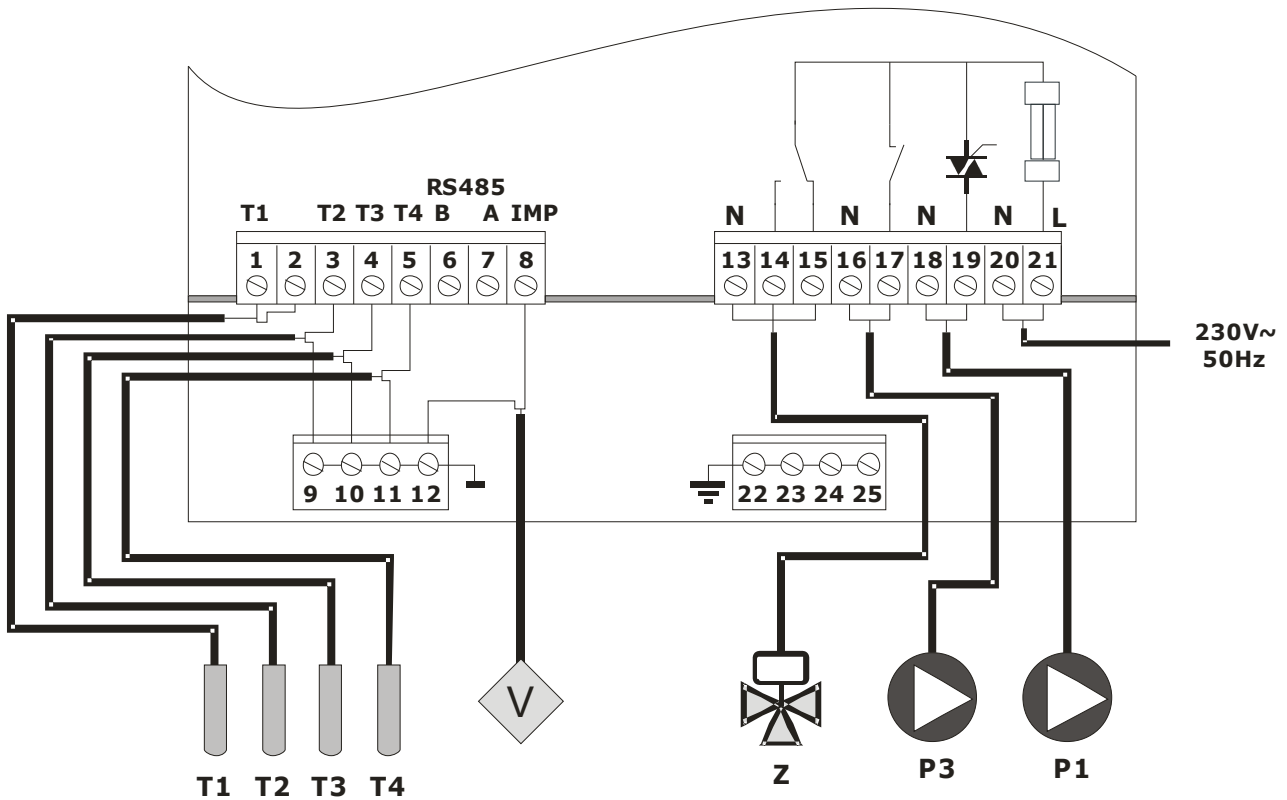 RS485
T1 T2 T3 T4 B A IMP
N N N N L
1 2 3 4 5 6 7 8
13 14 15 16 17 18 19 20 21
230V~
50Hz
9 10 11 12
22 23 24 25
V
T1 T2 T3 T4
Z
P3
P1